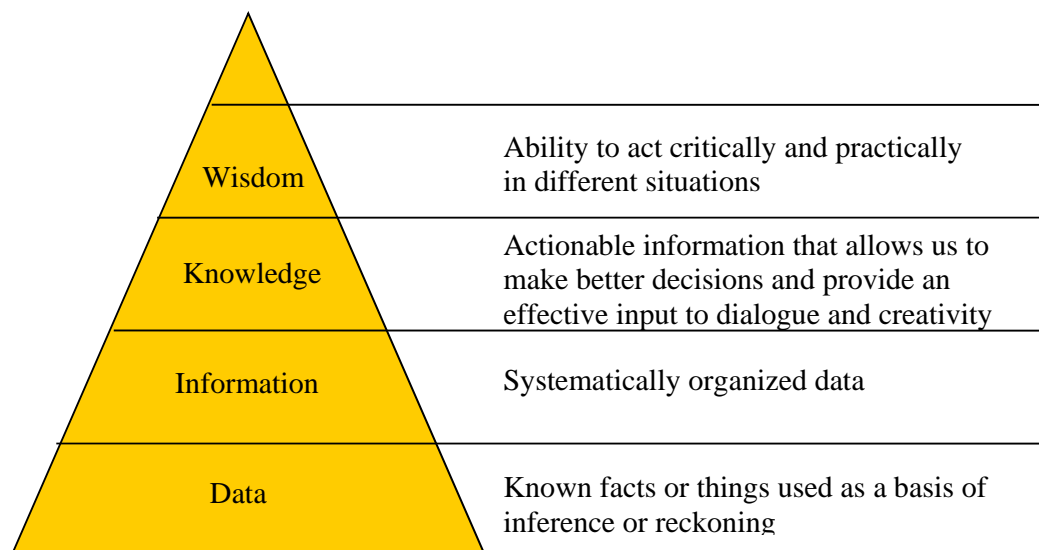 Wisdom
Ability to act critically and practically
in different situations
Knowledge
Actionable information that allows us to
make better decisions and provide an
effective input to dialogue and creativity
Information
Systematically organized data
Data
Known facts or things used as a basis of
inference or reckoning